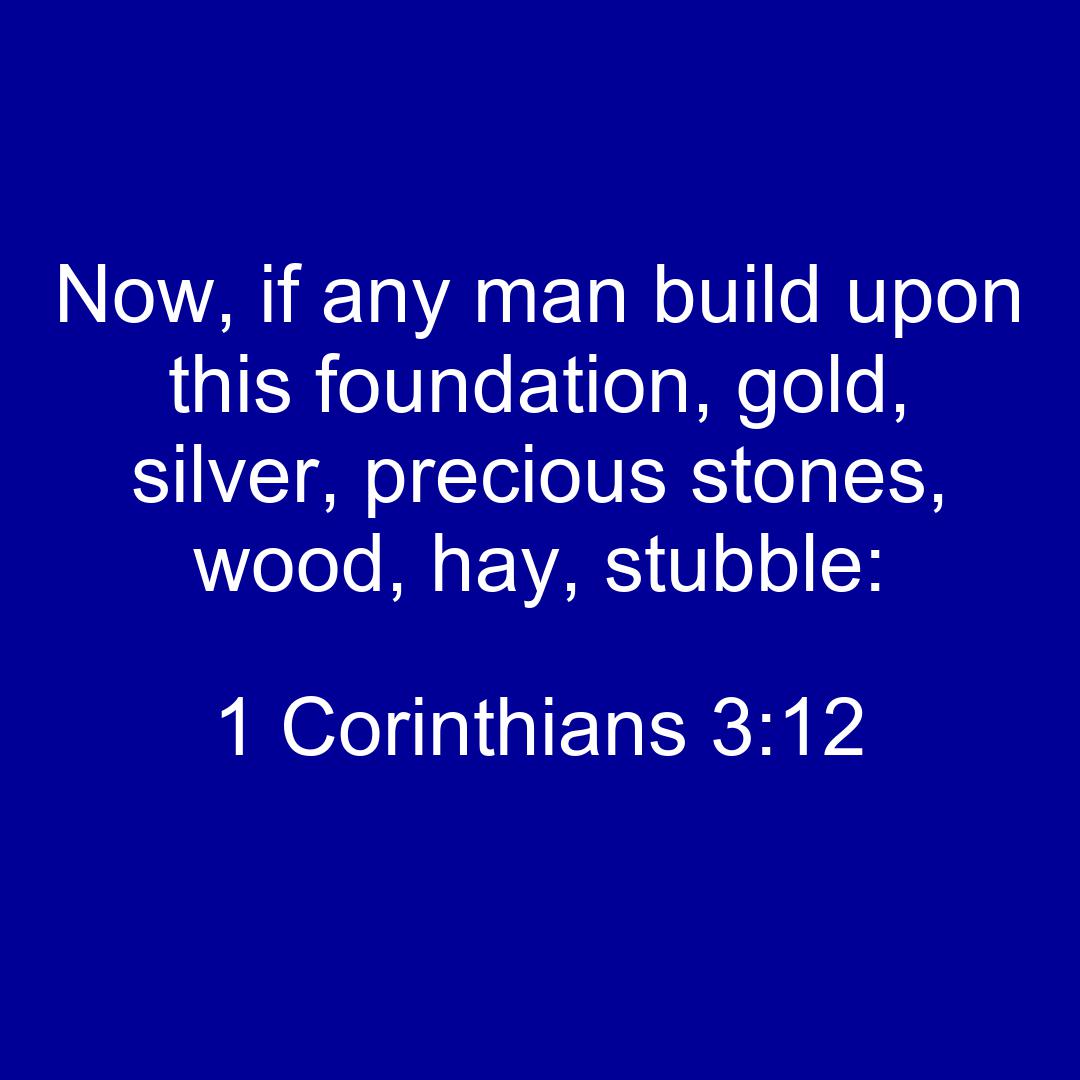 Now, if any man build upon
this foundation, gold,
silver, precious stones,
wood, hay, stubble:
1 Corinthians 3:12